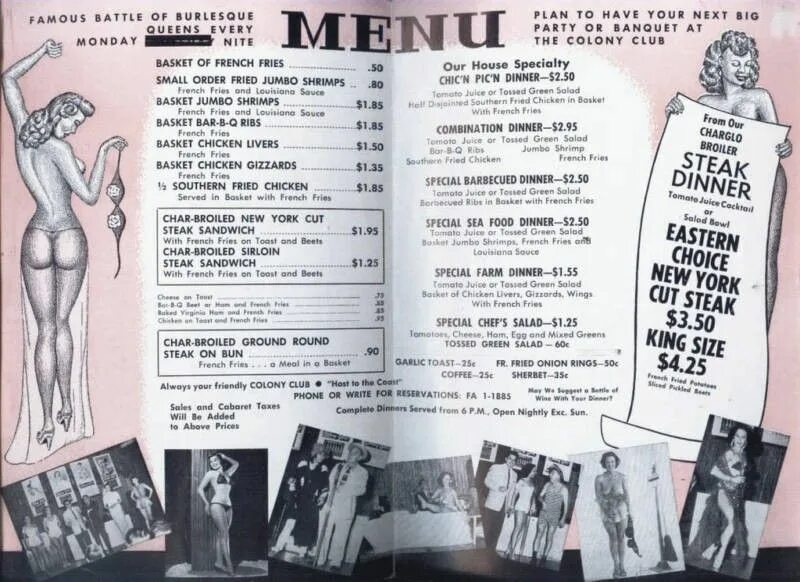 FAMOUS BATTLE OF BURLESQUE
QUEENS EVERY
MONDAY NITE
MENU
PLAN TO HAVE YOUR NEXT BIG
PARTY OR BANQUET AT
THE COLONY CLUB
BASKET OF FRENCH FRIES .50
SMALL ORDER FRIED JUMBO SHRIMPS .80
French Fries and Louisiana Sauce
BASKET JUMBO SHRIMPS $1.85
French Fries and Louisiana Sauce
BASKET BAR-B-Q RIBS $1.85
French Fries
BASKET CHICKEN LIVERS $1.50
French Fries
BASKET CHICKEN GIZZARDS $1.35
French Fries
½ SOUTHERN FRIED CHICKEN $1.85
Served in Basket with French Fries
CHAR-BROILED NEW YORK CUT
STEAK SANDWICH $1.95
With French Fries on Toast and Beets
CHAR-BROILED SIRLOIN
STEAK SANDWICH $1.25
With French Fries on Toast and Beets
Cheese on Toast .75
Bar-B-Q Beef or Ham and French Fries .85
Baked Virginia Ham and French Fries .85
Chicken on Toast and French Fries .95
CHAR-BROILED GROUND ROUND
STEAK ON BUN .90
French Fries . . . a Meal in a Basket
Our House Specialty
CHIC'N PIC'N DINNER—$2.50
Tomato Juice or Tossed Green Salad
Half Disjointed Southern Fried Chicken in Basket
With French Fries
COMBINATION DINNER—$2.95
Tomato Juice or Tossed Green Salad
Bar-B-Q Ribs Jumbo Shrimp
Southern Fried Chicken French Fries
SPECIAL BARBECUED DINNER—$2.50
Tomato Juice or Tossed Green Salad
Barbecued Ribs in Basket with French Fries
SPECIAL SEA FOOD DINNER—$2.50
Tomato Juice or Tossed Green Salad
Basket Jumbo Shrimps, French Fries and
Louisiana Sauce
SPECIAL FARM DINNER—$1.55
Tomato Juice or Tossed Green Salad
Basket of Chicken Livers, Gizzards, Wings
With French Fries
SPECIAL CHEF'S SALAD—$1.25
Tomatoes, Cheese, Ham, Egg and Mixed Greens
TOSSED GREEN SALAD — 60c
GARLIC TOAST—25c FR. FRIED ONION RINGS—50c
COFFEE—25c SHERBET—35c
From Our
CHARGLO
BROILER
STEAK
DINNER
Tomato Juice Cocktail
or
Salad Bowl
EASTERN
CHOICE
NEW YORK
CUT STEAK
$3.50
KING SIZE
$4.25
French Fried Potatoes
Sliced Pickled Beets
Always your friendly COLONY CLUB ● "Host to the Coast"
PHONE OR WRITE FOR RESERVATIONS: FA 1-1885
May We Suggest a Bottle of
Wine With Your Dinner?
Sales and Cabaret Taxes
Will Be Added
to Above Prices
Complete Dinners Served from 6 P.M., Open Nightly Exc. Sun.